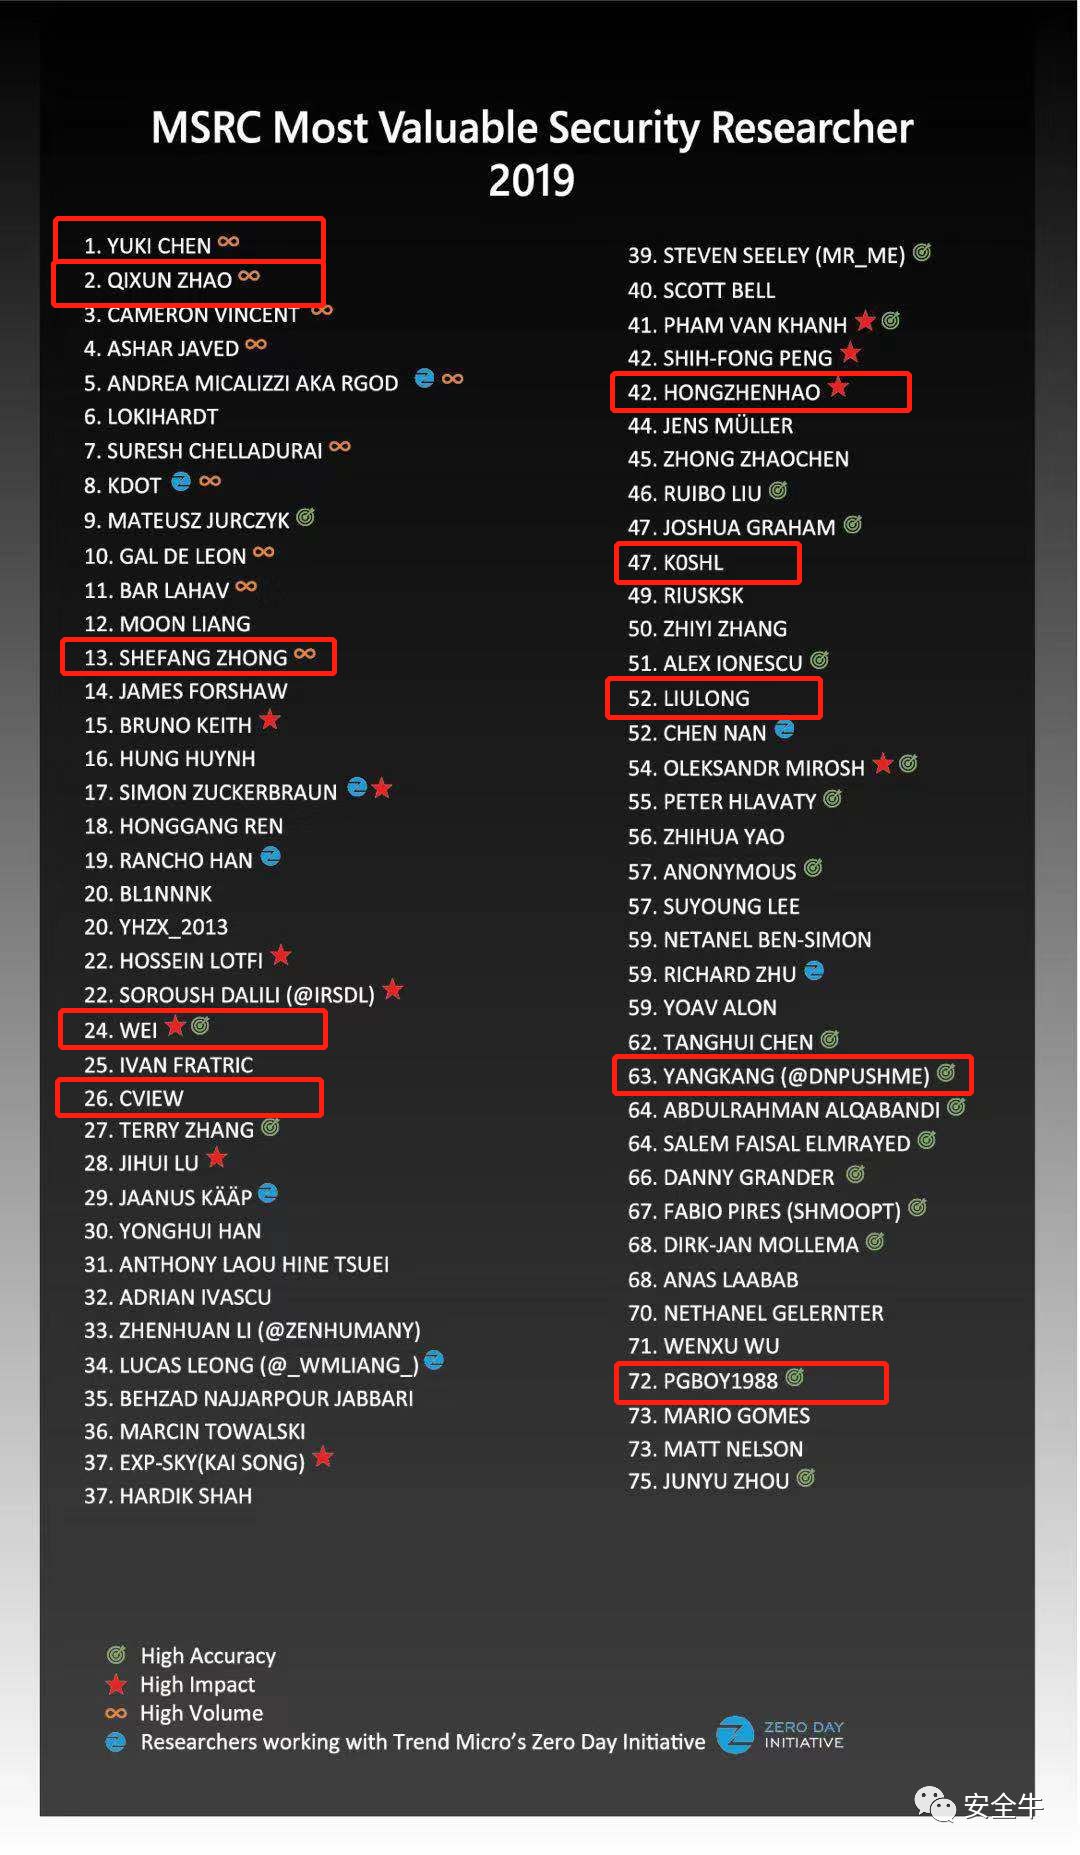 MSRC Most Valuable Security Researcher
2019
1. YUKI CHEN
2. QIXUN ZHAO
3. CAMERON VINCENT
4. ASHAR JAVED
5. ANDREA MICALIZZI AKA RGOD
6. LOKIHARDT
7. SURESH CHELLADURAI
8. KDOT
9. MATEUSZ JURCZYK
10. GAL DE LEON
11. BAR LAHAV
12. MOON LIANG
13. SHEFANG ZHONG
14. JAMES FORSHAW
15. BRUNO KEITH
16. HUNG HUYNH
17. SIMON ZUCKERBRAUN
18. HONGGANG REN
19. RANCHO HAN
20. BL1NNNK
20. YHZX_2013
22. HOSSEIN LOTFI
22. SOROUSH DALILI (@IRSDL)
24. WEI
25. IVAN FRATRIC
26. CVIEW
27. TERRY ZHANG
28. JIHUI LU
29. JAANUS KÄÄP
30. YONGHUI HAN
31. ANTHONY LAOU HINE TSUEI
32. ADRIAN IVASCU
33. ZHENHUAN LI (@ZENHUMANY)
34. LUCAS LEONG (@_WMLIANG_)
35. BEHZAD NAJJARPOUR JABBARI
36. MARCIN TOWALSKI
37. EXP-SKY(KAI SONG)
37. HARDIK SHAH
39. STEVEN SEELEY (MR_ME)
40. SCOTT BELL
41. PHAM VAN KHANH
42. SHIH-FONG PENG
42. HONGZHENHAO
44. JENS MÜLLER
45. ZHONG ZHAOCHEN
46. RUIBO LIU
47. JOSHUA GRAHAM
47. K0SHL
49. RIUSKSK
50. ZHIYI ZHANG
51. ALEX IONESCU
52. LIULONG
52. CHEN NAN
54. OLEKSANDR MIROSH
55. PETER HLAVATY
56. ZHIHUA YAO
57. ANONYMOUS
57. SUYOUNG LEE
59. NETANEL BEN-SIMON
59. RICHARD ZHU
59. YOAV ALON
62. TANGHUI CHEN
63. YANGKANG (@DNPUSHME)
64. ABDULRAHMAN ALQABANDI
64. SALEM FAISAL ELMRAYED
66. DANNY GRANDER
67. FABIO PIRES (SHMOOPT)
68. DIRK-JAN MOLLEMA
68. ANAS LAABAB
70. NETHANEL GELERNTER
71. WENXU WU
72. PGBOY1988
73. MARIO GOMES
73. MATT NELSON
75. JUNYU ZHOU
High Accuracy
High Impact
High Volume
Researchers working with Trend Micro's Zero Day Initiative
ZERO DAY
INITIATIVE
安全牛